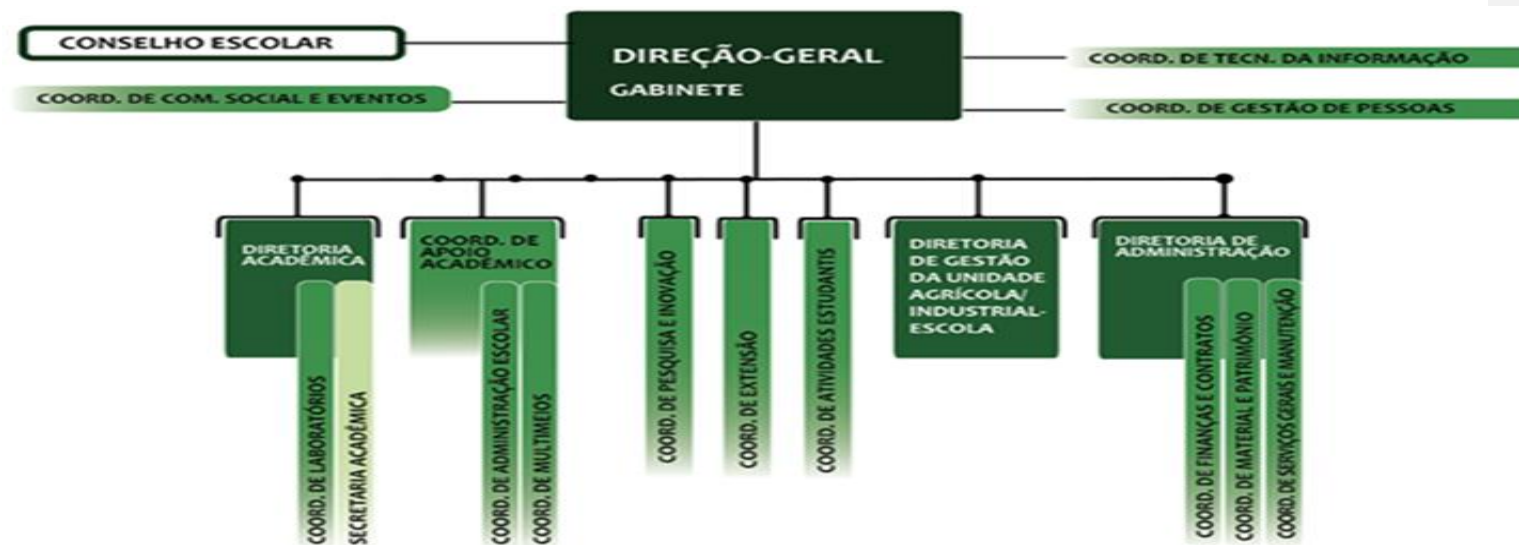 CONSELHO ESCOLAR
COORD. DE COM. SOCIAL E EVENTOS
DIREÇÃO-GERAL
GABINETE
COORD. DE TECN. DA INFORMAÇÃO
COORD. DE GESTÃO DE PESSOAS
DIRETORIA
ACADÊMICA
COORD. DE LABORATÓRIOS
SECRETARIA ACADÊMICA
COORD. DE
APOIO
ACADÊMICO
COORD. DE ADMINISTRAÇÃO ESCOLAR
COORD. DE MULTIMEIOS
COORD. DE PESQUISA E INOVAÇÃO
COORD. DE EXTENSÃO
COORD. DE ATIVIDADES ESTUDANTIS
DIRETORIA
DE GESTÃO
DA UNIDADE
AGRÍCOLA/
INDUSTRIAL-
ESCOLA
DIRETORIA DE
ADMINISTRAÇÃO
COORD. DE FINANÇAS E CONTRATOS
COORD. DE MATERIAL E PATRIMÔNIO
COORD. DE SERVIÇOS GERAIS E MANUTENÇÃO